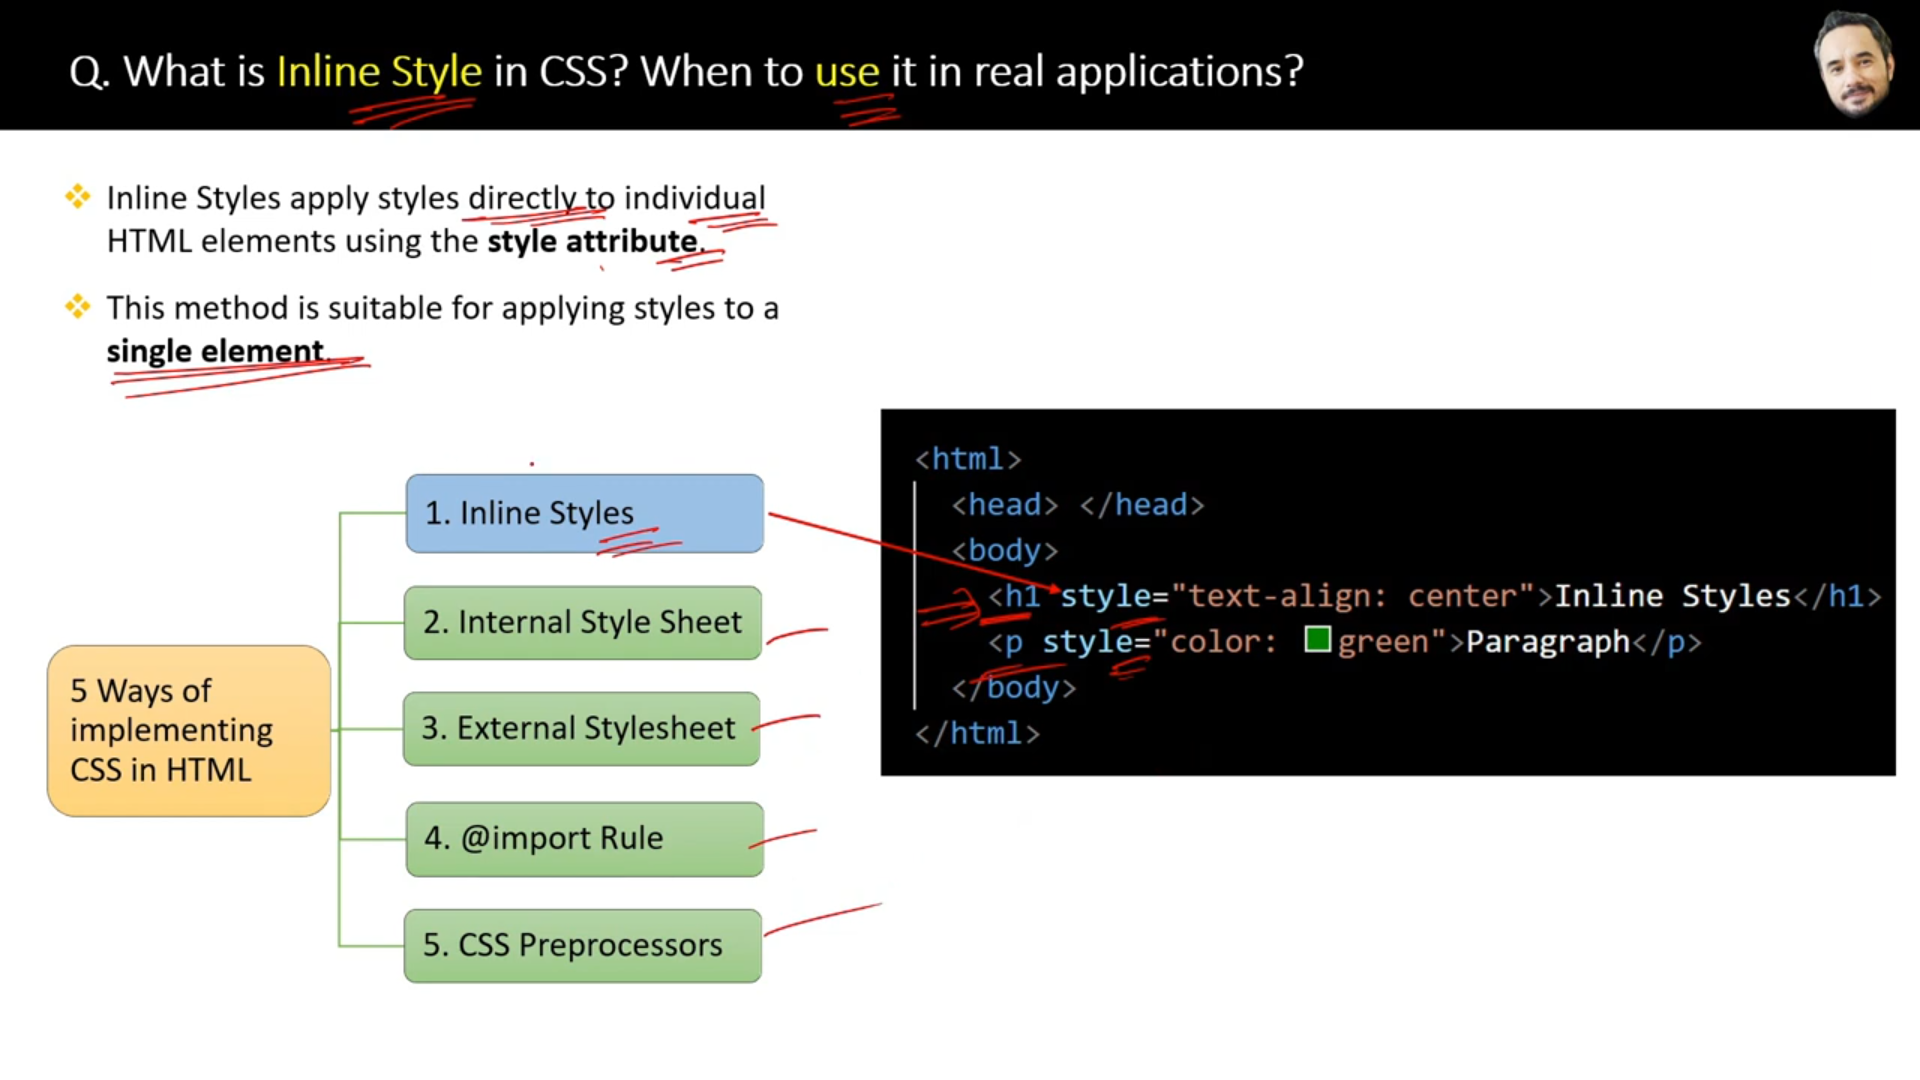 Q. What is Inline Style in CSS? When to use it in real applications?
Inline Styles apply styles directly to individual
HTML elements using the style attribute.
This method is suitable for applying styles to a
single element.
5 Ways of
implementing
CSS in HTML
1. Inline Styles
2. Internal Style Sheet
3. External Stylesheet
4. @import Rule
5. CSS Preprocessors
<html>
<head> </head>
<body>
<h1 style="text-align: center">Inline Styles</h1>
<p style="color: green">Paragraph</p>
</body>
</html>